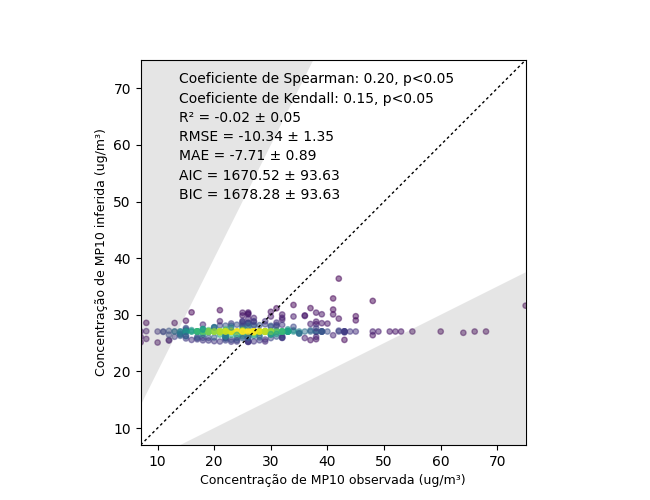 Coeficiente de Spearman: 0.20, p<0.05
Coeficiente de Kendall: 0.15, p<0.05
R² = -0.02 ± 0.05
RMSE = -10.34 ± 1.35
MAE = -7.71 ± 0.89
AIC = 1670.52 ± 93.63
BIC = 1678.28 ± 93.63
Concentração de MP10 inferida (ug/m³)
70
60
50
40
30
20
10
10 20 30 40 50 60 70
Concentração de MP10 observada (ug/m³)